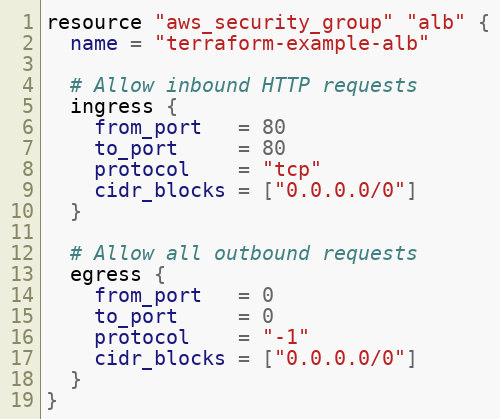 1 resource "aws_security_group" "alb" {
2   name = "terraform-example-alb"
3
4   # Allow inbound HTTP requests
5   ingress {
6     from_port   = 80
7     to_port     = 80
8     protocol    = "tcp"
9     cidr_blocks = ["0.0.0.0/0"]
10   }
11
12   # Allow all outbound requests
13   egress {
14     from_port   = 0
15     to_port     = 0
16     protocol    = "-1"
17     cidr_blocks = ["0.0.0.0/0"]
18   }
19 }